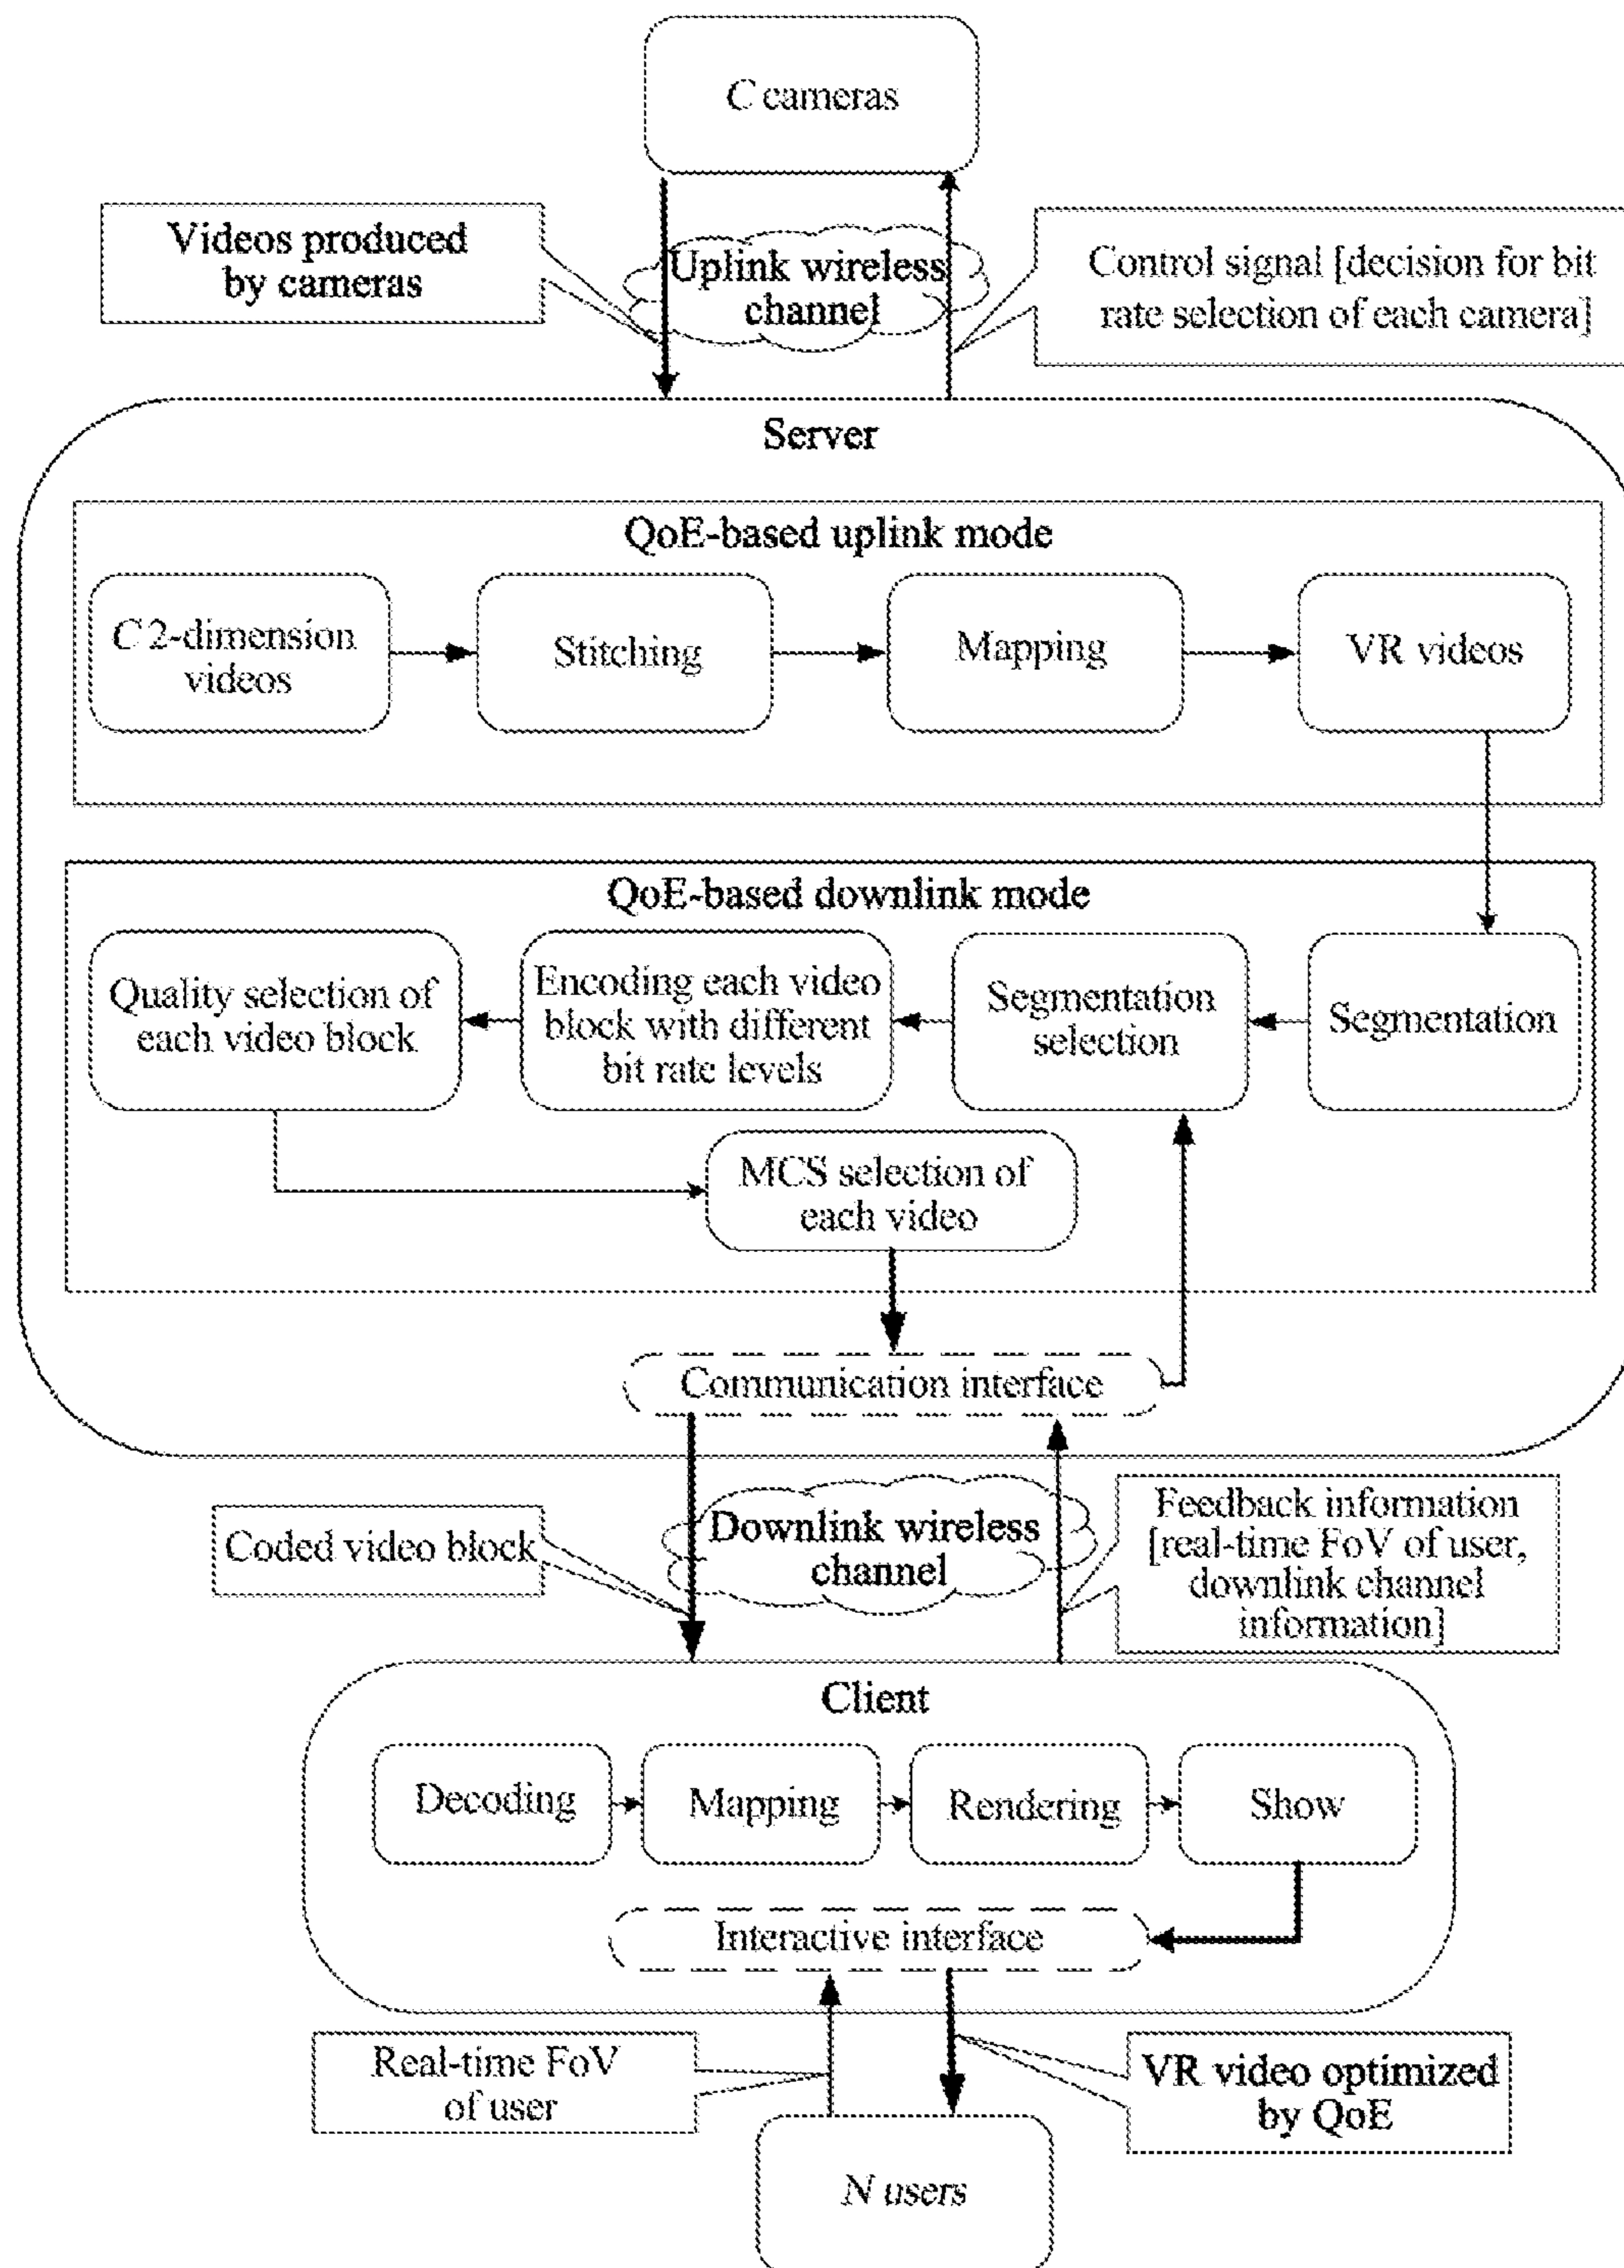 C cameras
Videos produced
by cameras
Uplink wireless
channel
Control signal [decision for bit
rate selection of each camera]
Server
QoE-based uplink mode
C 2-dimension
videos
Stitching
Mapping
VR videos
QoE-based downlink mode
Quality selection of
each video block
Encoding each video
block with different
bit rate levels
Segmentation
selection
Segmentation
MCS selection of
each video
Communication interface
Coded video block
Downlink wireless
channel
Feedback information
[real-time FoV of user,
downlink channel
information]
Client
Decoding
Mapping
Rendering
Show
Interactive interface
Real-time FoV
of user
VR video optimized
by QoE
N users